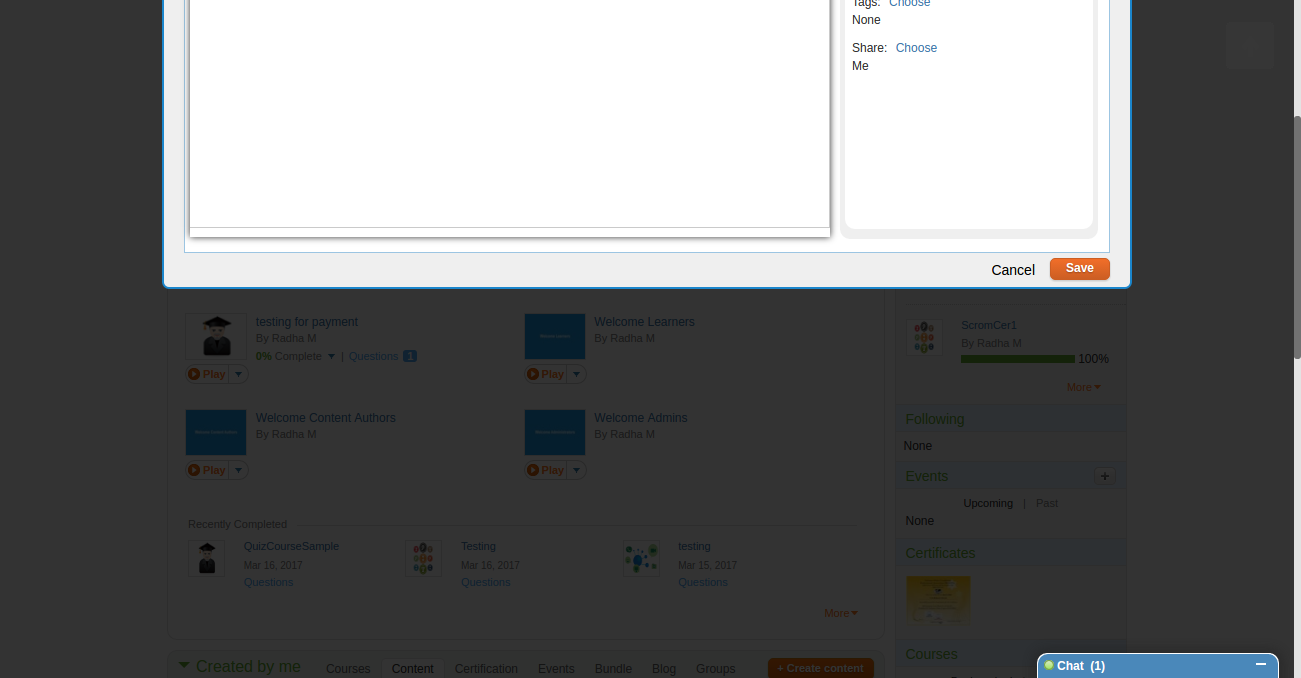 Tags: Choose
None
Share: Choose
Me
Cancel Save
testing for payment
By Radha M
0% Complete | Questions 1
Play
Welcome Learners
By Radha M
Play
Welcome Content Authors
By Radha M
Play
Welcome Admins
By Radha M
Play
ScromCer1
By Radha M
100%
More
Following
None
Events +
Upcoming | Past
None
Certificates
Courses
Recently Completed
QuizCourseSample
Mar 16, 2017
Questions
Testing
Mar 16, 2017
Questions
testing
Mar 15, 2017
Questions
More
Created by me Courses Content Certification Events Bundle Blog Groups + Create content
Chat (1)